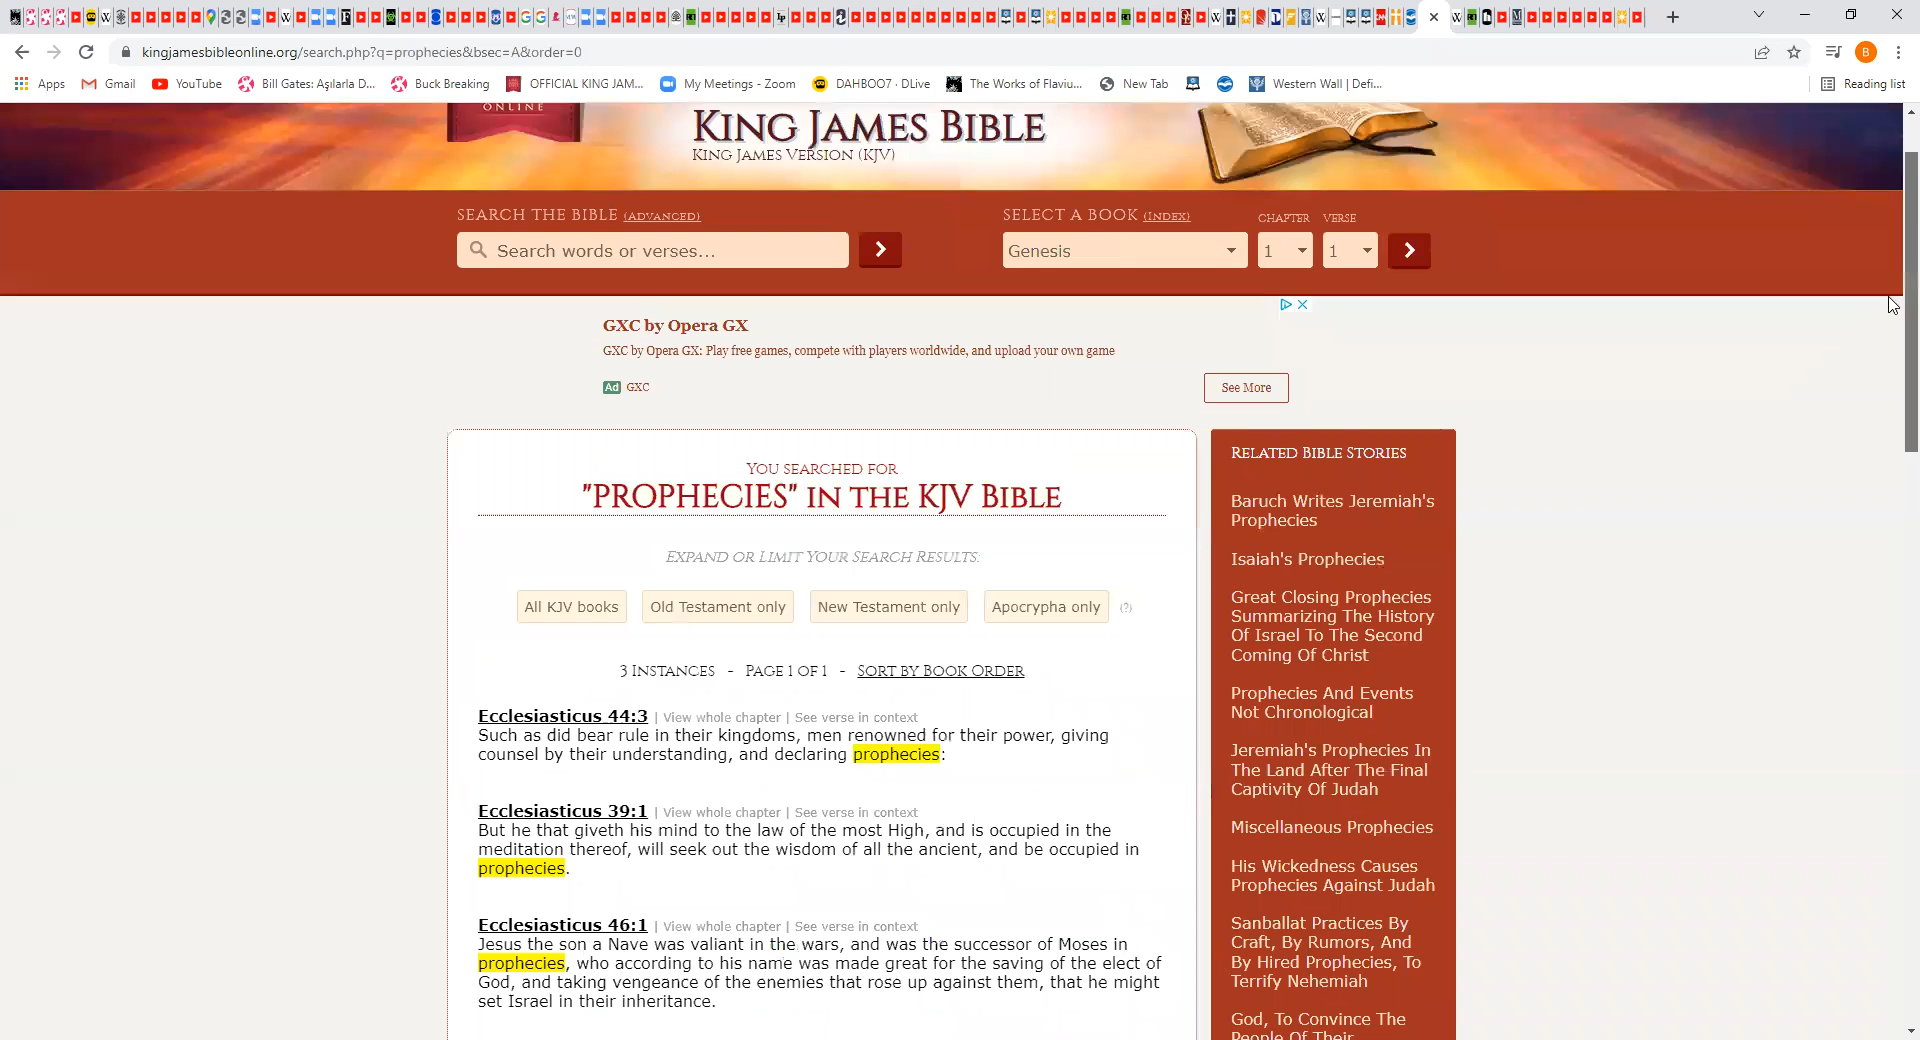 kingjamesbibleonline.org/search.php?q=prophecies&bsec=A&order=0
B
Apps
Gmail
YouTube
Bill Gates: Aşılarla D...
Buck Breaking
OFFICIAL KING JAM...
My Meetings - Zoom
DAHBOO7 · DLive
The Works of Flaviu...
New Tab
Western Wall | Defi...
Reading list
ONLINE
King James Bible
King James Version (KJV)
Search the Bible (Advanced)
Search words or verses...
Select a Book (Index)
Chapter
Verse
Genesis
1
1
GXC by Opera GX
GXC by Opera GX: Play free games, compete with players worldwide, and upload your own game
Ad GXC
See More
You searched for
"PROPHECIES" in the KJV Bible
Expand or Limit Your Search Results:
All KJV books
Old Testament only
New Testament only
Apocrypha only
(?)
3 Instances - Page 1 of 1 - Sort by Book Order
Ecclesiasticus 44:3 | View whole chapter | See verse in context
Such as did bear rule in their kingdoms, men renowned for their power, giving
counsel by their understanding, and declaring prophecies:
Ecclesiasticus 39:1 | View whole chapter | See verse in context
But he that giveth his mind to the law of the most High, and is occupied in the
meditation thereof, will seek out the wisdom of all the ancient, and be occupied in
prophecies.
Ecclesiasticus 46:1 | View whole chapter | See verse in context
Jesus the son a Nave was valiant in the wars, and was the successor of Moses in
prophecies, who according to his name was made great for the saving of the elect of
God, and taking vengeance of the enemies that rose up against them, that he might
set Israel in their inheritance.
Related Bible Stories
Baruch Writes Jeremiah's
Prophecies
Isaiah's Prophecies
Great Closing Prophecies
Summarizing The History
Of Israel To The Second
Coming Of Christ
Prophecies And Events
Not Chronological
Jeremiah's Prophecies In
The Land After The Final
Captivity Of Judah
Miscellaneous Prophecies
His Wickedness Causes
Prophecies Against Judah
Sanballat Practices By
Craft, By Rumors, And
By Hired Prophecies, To
Terrify Nehemiah
God, To Convince The
People Of Their